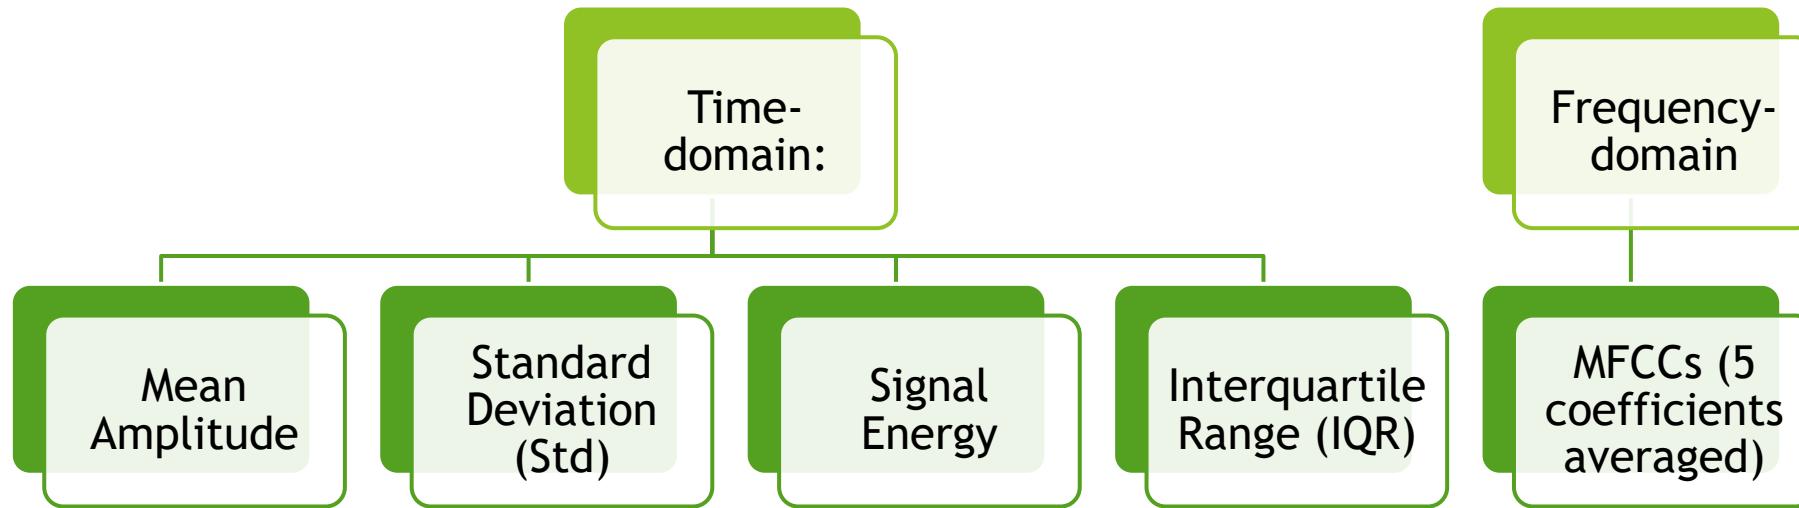 Time-
domain:
Frequency-
domain
Mean
Amplitude
Standard
Deviation
(Std)
Signal
Energy
Interquartile
Range (IQR)
MFCCs (5
coefficients
averaged)